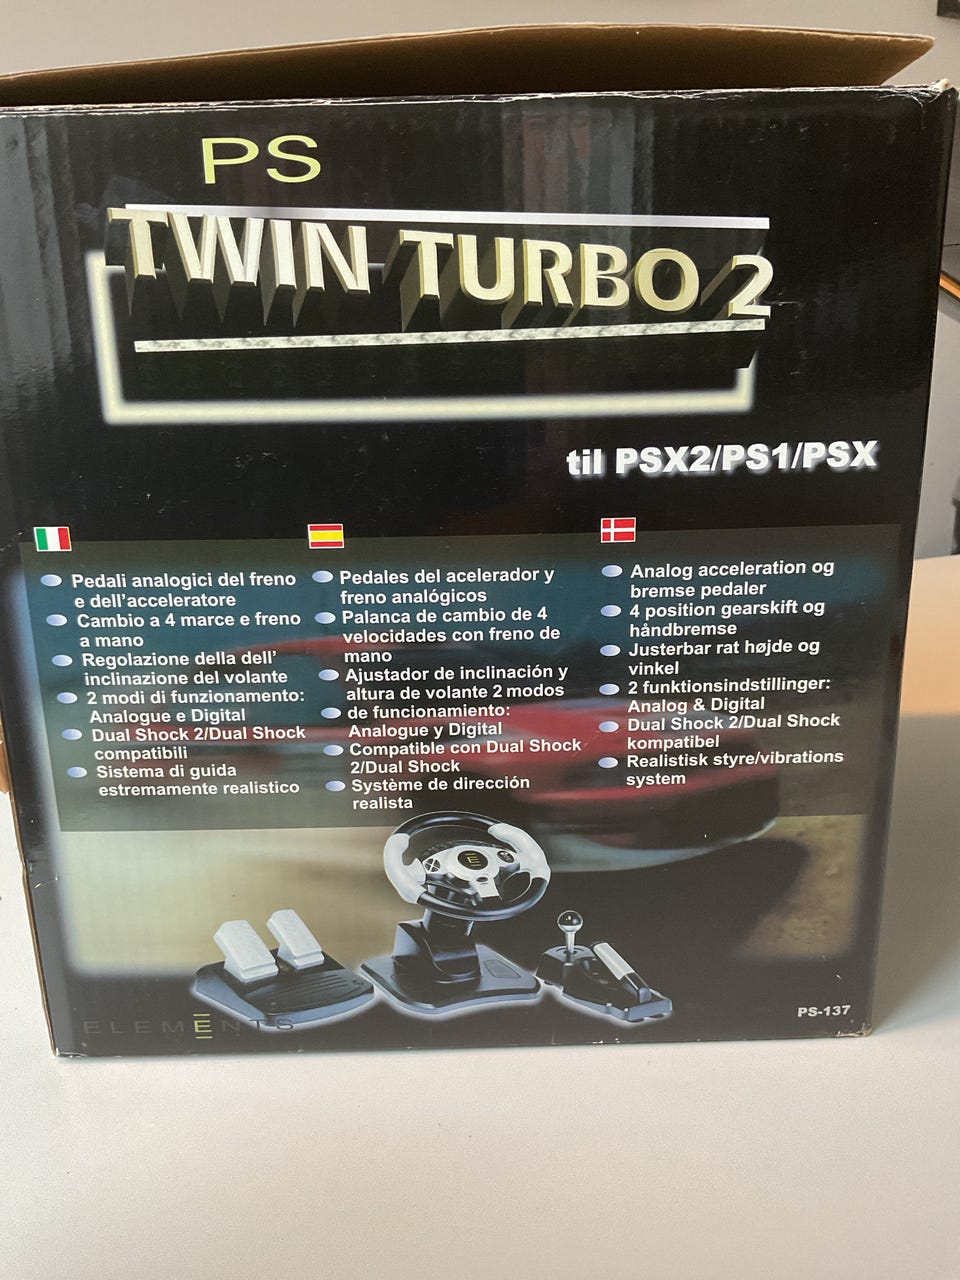 PS
TWIN TURBO 2
til PSX2/PS1/PSX
Pedali analogici del freno
e dell'acceleratore
Cambio a 4 marce e freno
a mano
Regolazione della dell'
inclinazione del volante
2 modi di funzionamento:
Analogue e Digital
Dual Shock 2/Dual Shock
compatibili
Sistema di guida
estremamente realistico
Pedales del acelerador y
freno analógicos
Palanca de cambio de 4
velocidades con freno de
mano
Ajustador de inclinación y
altura de volante 2 modos
de funcionamiento:
Analogue y Digital
Compatible con Dual Shock
2/Dual Shock
Système de dirección
realista
Analog acceleration og
bremse pedaler
4 position gearskift og
håndbremse
Justerbar rat højde og
vinkel
2 funktionsindstillinger:
Analog & Digital
Dual Shock 2/Dual Shock
kompatibel
Realistisk styre/vibrations
system
E
ELEMENTS
PS-137